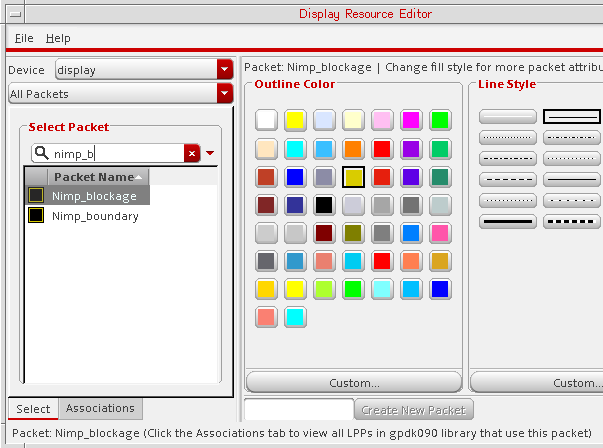 Display Resource Editor
File Help
Device display
All Packets
Select Packet
nimp_b
Packet Name
Nimp_blockage
Nimp_boundary
Select Associations
Packet: Nimp_blockage | Change fill style for more packet attribu
Outline Color
Line Style
Custom...
Custom...
Create New Packet
Packet: Nimp_blockage (Click the Associations tab to view all LPPs in gpdk090 library that use this packet)